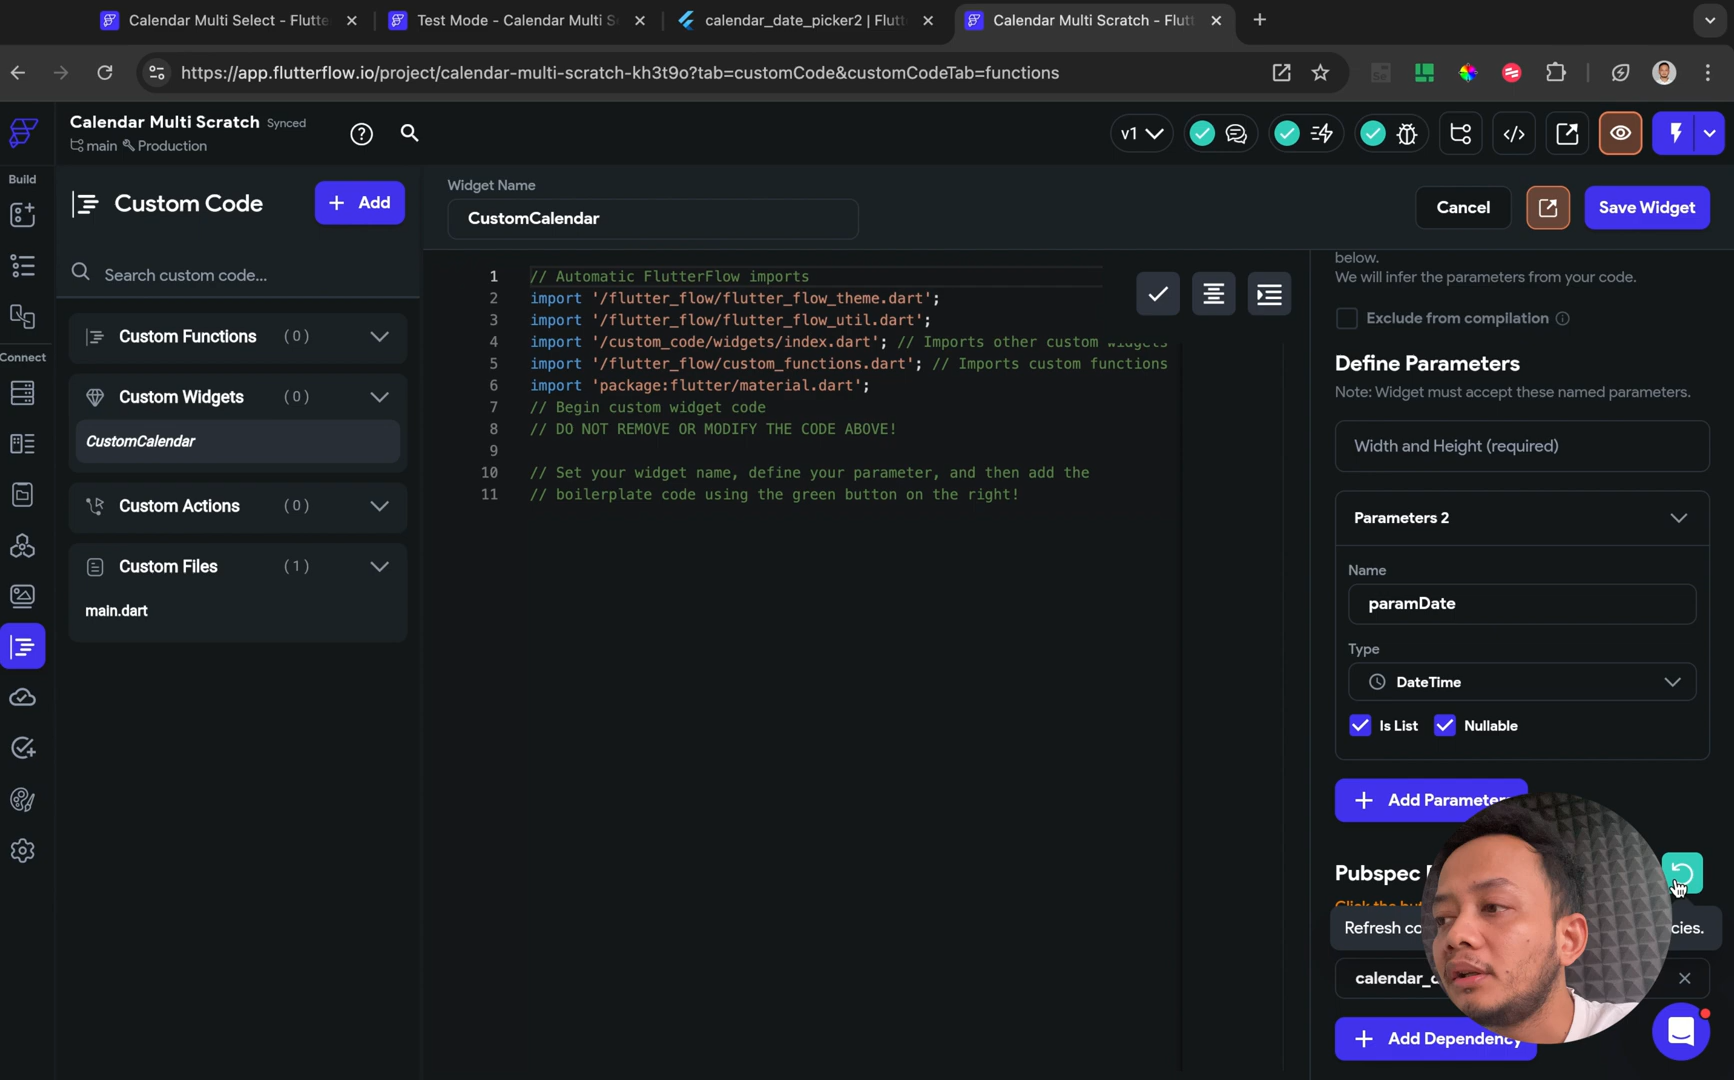 Calendar Multi Select - Flutte
Test Mode - Calendar Multi S
calendar_date_picker2 | Flutt
Calendar Multi Scratch - Flutt
https://app.flutterflow.io/project/calendar-multi-scratch-kh3t9o?tab=customCode&customCodeTab=functions
Calendar Multi Scratch Synced
main Production
v1
Build
Connect
Custom Code
+ Add
Search custom code...
Custom Functions (0)
Custom Widgets (0)
CustomCalendar
Custom Actions (0)
Custom Files (1)
main.dart
Widget Name
CustomCalendar
Cancel
Save Widget
1 // Automatic FlutterFlow imports
2 import '/flutter_flow/flutter_flow_theme.dart';
3 import '/flutter_flow/flutter_flow_util.dart';
4 import '/custom_code/widgets/index.dart'; // Imports other custom widgets
5 import '/flutter_flow/custom_functions.dart'; // Imports custom functions
6 import 'package:flutter/material.dart';
7 // Begin custom widget code
8 // DO NOT REMOVE OR MODIFY THE CODE ABOVE!
9
10 // Set your widget name, define your parameter, and then add the
11 // boilerplate code using the green button on the right!
below.
We will infer the parameters from your code.
Exclude from compilation
Define Parameters
Note: Widget must accept these named parameters.
Width and Height (required)
Parameters 2
Name
paramDate
Type
DateTime
Is List Nullable
+ Add Parameter
Pubspec
Click the
Refresh cies.
calendar_
+ Add Dependency